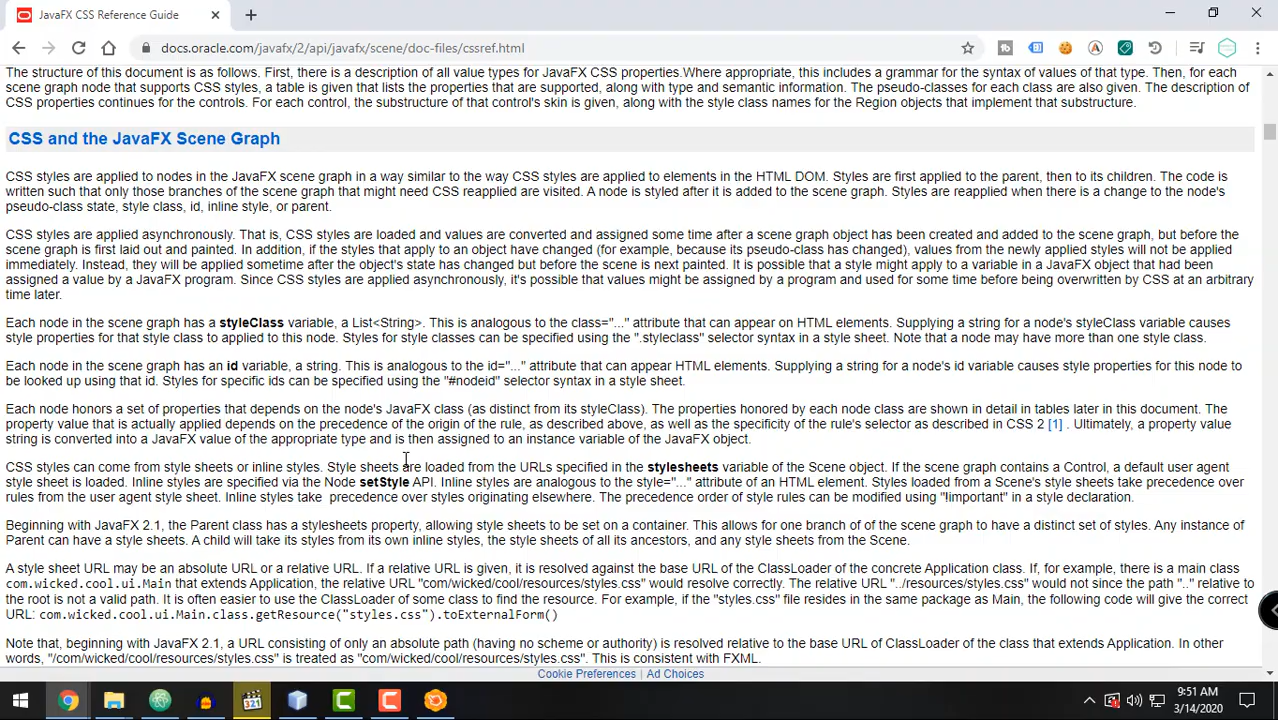 JavaFX CSS Reference Guide
docs.oracle.com/javafx/2/api/javafx/scene/doc-files/cssref.html
The structure of this document is as follows. First, there is a description of all value types for JavaFX CSS properties.Where appropriate, this includes a grammar for the syntax of values of that type. Then, for each
scene graph node that supports CSS styles, a table is given that lists the properties that are supported, along with type and semantic information. The pseudo-classes for each class are also given. The description of
CSS properties continues for the controls. For each control, the substructure of that control's skin is given, along with the style class names for the Region objects that implement that substructure.
CSS and the JavaFX Scene Graph
CSS styles are applied to nodes in the JavaFX scene graph in a way similar to the way CSS styles are applied to elements in the HTML DOM. Styles are first applied to the parent, then to its children. The code is
written such that only those branches of the scene graph that might need CSS reapplied are visited. A node is styled after it is added to the scene graph. Styles are reapplied when there is a change to the node's
pseudo-class state, style class, id, inline style, or parent.
CSS styles are applied asynchronously. That is, CSS styles are loaded and values are converted and assigned some time after a scene graph object has been created and added to the scene graph, but before the
scene graph is first laid out and painted. In addition, if the styles that apply to an object have changed (for example, because its pseudo-class has changed), values from the newly applied styles will not be applied
immediately. Instead, they will be applied sometime after the object's state has changed but before the scene is next painted. It is possible that a style might apply to a variable in a JavaFX object that had been
assigned a value by a JavaFX program. Since CSS styles are applied asynchronously, it's possible that values might be assigned by a program and used for some time before being overwritten by CSS at an arbitrary
time later.
Each node in the scene graph has a styleClass variable, a List<String>. This is analogous to the class="..." attribute that can appear on HTML elements. Supplying a string for a node's styleClass variable causes
style properties for that style class to applied to this node. Styles for style classes can be specified using the ".styleclass" selector syntax in a style sheet. Note that a node may have more than one style class.
Each node in the scene graph has an id variable, a string. This is analogous to the id="..." attribute that can appear HTML elements. Supplying a string for a node's id variable causes style properties for this node to
be looked up using that id. Styles for specific ids can be specified using the "#nodeid" selector syntax in a style sheet.
Each node honors a set of properties that depends on the node's JavaFX class (as distinct from its styleClass). The properties honored by each node class are shown in detail in tables later in this document. The
property value that is actually applied depends on the precedence of the origin of the rule, as described above, as well as the specificity of the rule's selector as described in CSS 2 [1] . Ultimately, a property value
string is converted into a JavaFX value of the appropriate type and is then assigned to an instance variable of the JavaFX object.
CSS styles can come from style sheets or inline styles. Style sheets are loaded from the URLs specified in the stylesheets variable of the Scene object. If the scene graph contains a Control, a default user agent
style sheet is loaded. Inline styles are specified via the Node setStyle API. Inline styles are analogous to the style="..." attribute of an HTML element. Styles loaded from a Scene's style sheets take precedence over
rules from the user agent style sheet. Inline styles take precedence over styles originating elsewhere. The precedence order of style rules can be modified using "!important" in a style declaration.
Beginning with JavaFX 2.1, the Parent class has a stylesheets property, allowing style sheets to be set on a container. This allows for one branch of of the scene graph to have a distinct set of styles. Any instance of
Parent can have a style sheets. A child will take its styles from its own inline styles, the style sheets of all its ancestors, and any style sheets from the Scene.
A style sheet URL may be an absolute URL or a relative URL. If a relative URL is given, it is resolved against the base URL of the ClassLoader of the concrete Application class. If, for example, there is a main class
com.wicked.cool.ui.Main that extends Application, the relative URL "com/wicked/cool/resources/styles.css" would resolve correctly. The relative URL "../resources/styles.css" would not since the path ".." relative to
the root is not a valid path. It is often easier to use the ClassLoader of some class to find the resource. For example, if the "styles.css" file resides in the same package as Main, the following code will give the correct
URL: com.wicked.cool.ui.Main.class.getResource("styles.css").toExternalForm()
Note that, beginning with JavaFX 2.1, a URL consisting of only an absolute path (having no scheme or authority) is resolved relative to the base URL of ClassLoader of the class that extends Application. In other
words, "/com/wicked/cool/resources/styles.css" is treated as "com/wicked/cool/resources/styles.css". This is consistent with FXML.
Cookie Preferences | Ad Choices
321
9:51 AM
3/14/2020